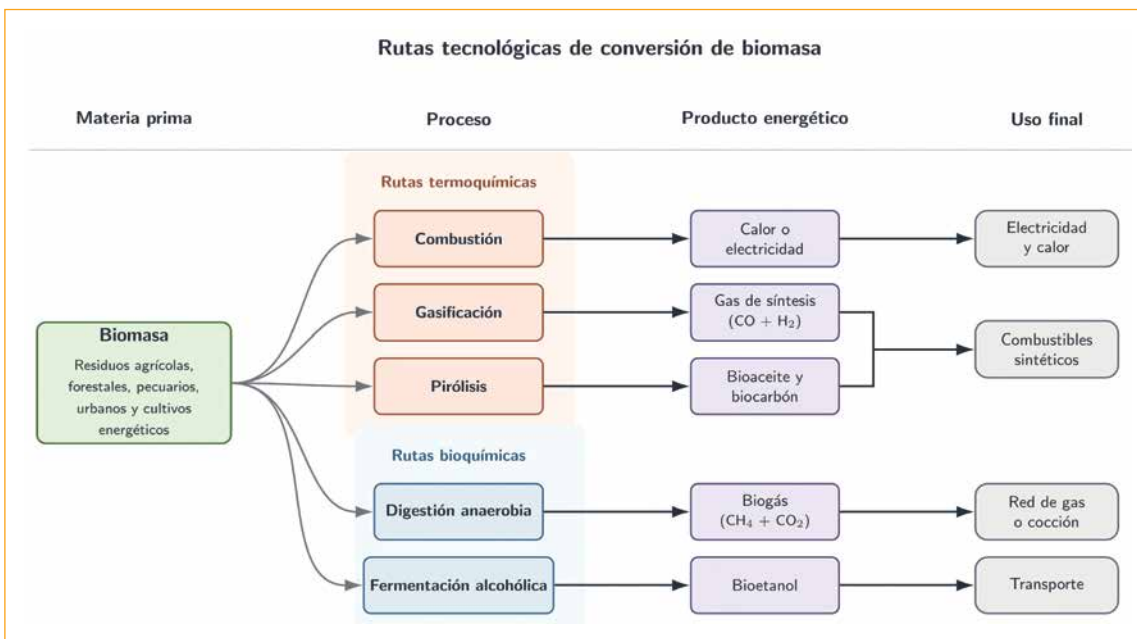 Rutas tecnológicas de conversión de biomasa
Materia prima
Proceso
Producto energético
Uso final
Rutas termoquímicas
Combustión
Calor o
electricidad
Electricidad
y calor
Gasificación
Gas de síntesis
(CO + H₂)
Biomasa
Residuos agrícolas,
forestales, pecuarios,
urbanos y cultivos
energéticos
Combustibles
sintéticos
Pirólisis
Bioaceite y
biocarbón
Rutas bioquímicas
Digestión anaerobia
Biogás
(CH₄ + CO₂)
Red de gas
o cocción
Fermentación alcohólica
Bioetanol
Transporte